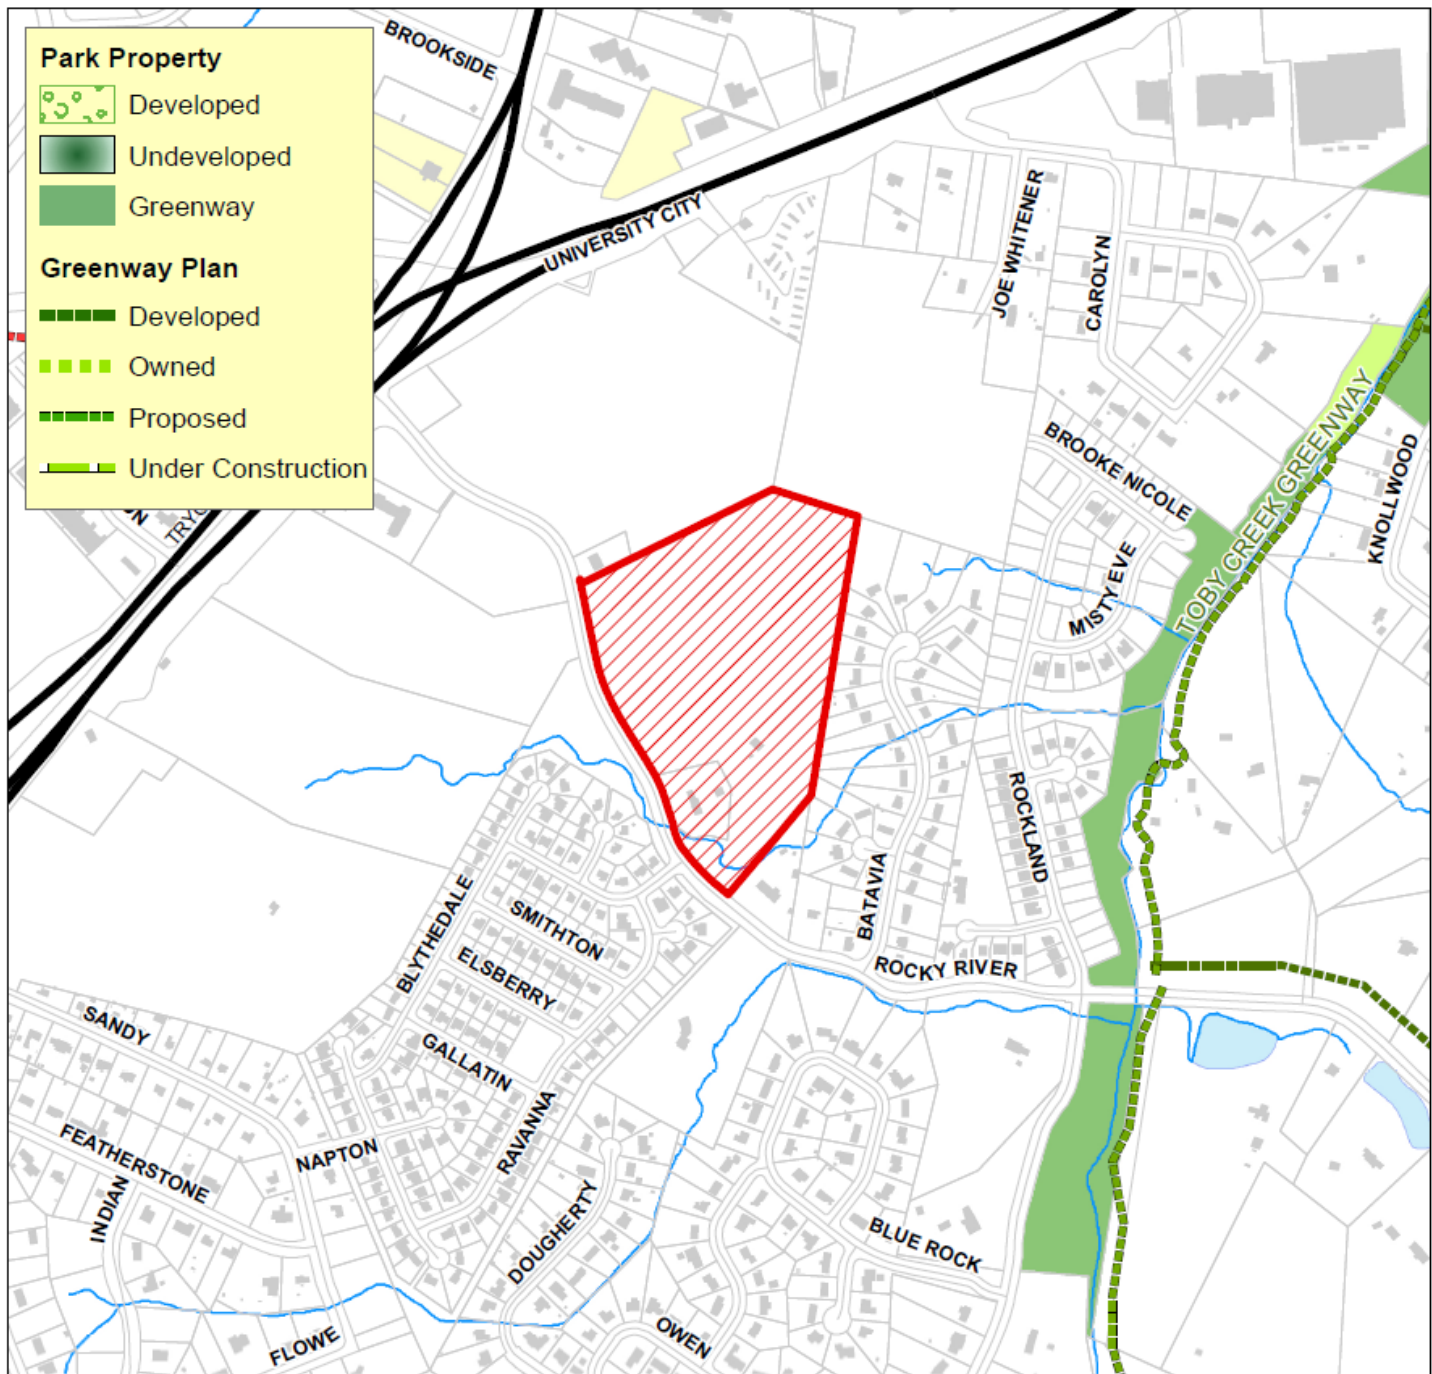 Park Property
Developed
Undeveloped
Greenway
Greenway Plan
Developed
Owned
Proposed
Under Construction
BROOKSIDE
UNIVERSITY CITY
JOE WHITENER
CAROLYN
BROOKE NICOLE
TOBY CREEK GREENWAY
KNOLLWOOD
MISTY EVE
ROCKLAND
BATAVIA
ROCKY RIVER
BLYTHEDALE
SMITHTON
ELSBERRY
GALLATIN
SANDY
FEATHERSTONE
NAPTON
RAVANNA
INDIAN
DOUGHERTY
BLUE ROCK
OWEN
FLOWE